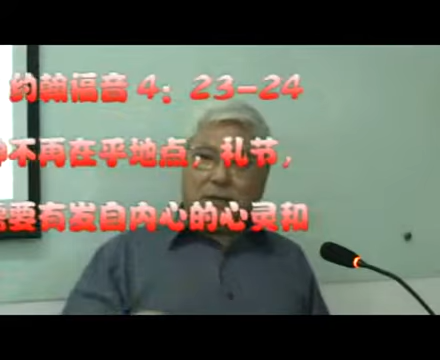 约翰福音 4：23-24
不再在乎地点，礼节，
要有发自内心的心灵和